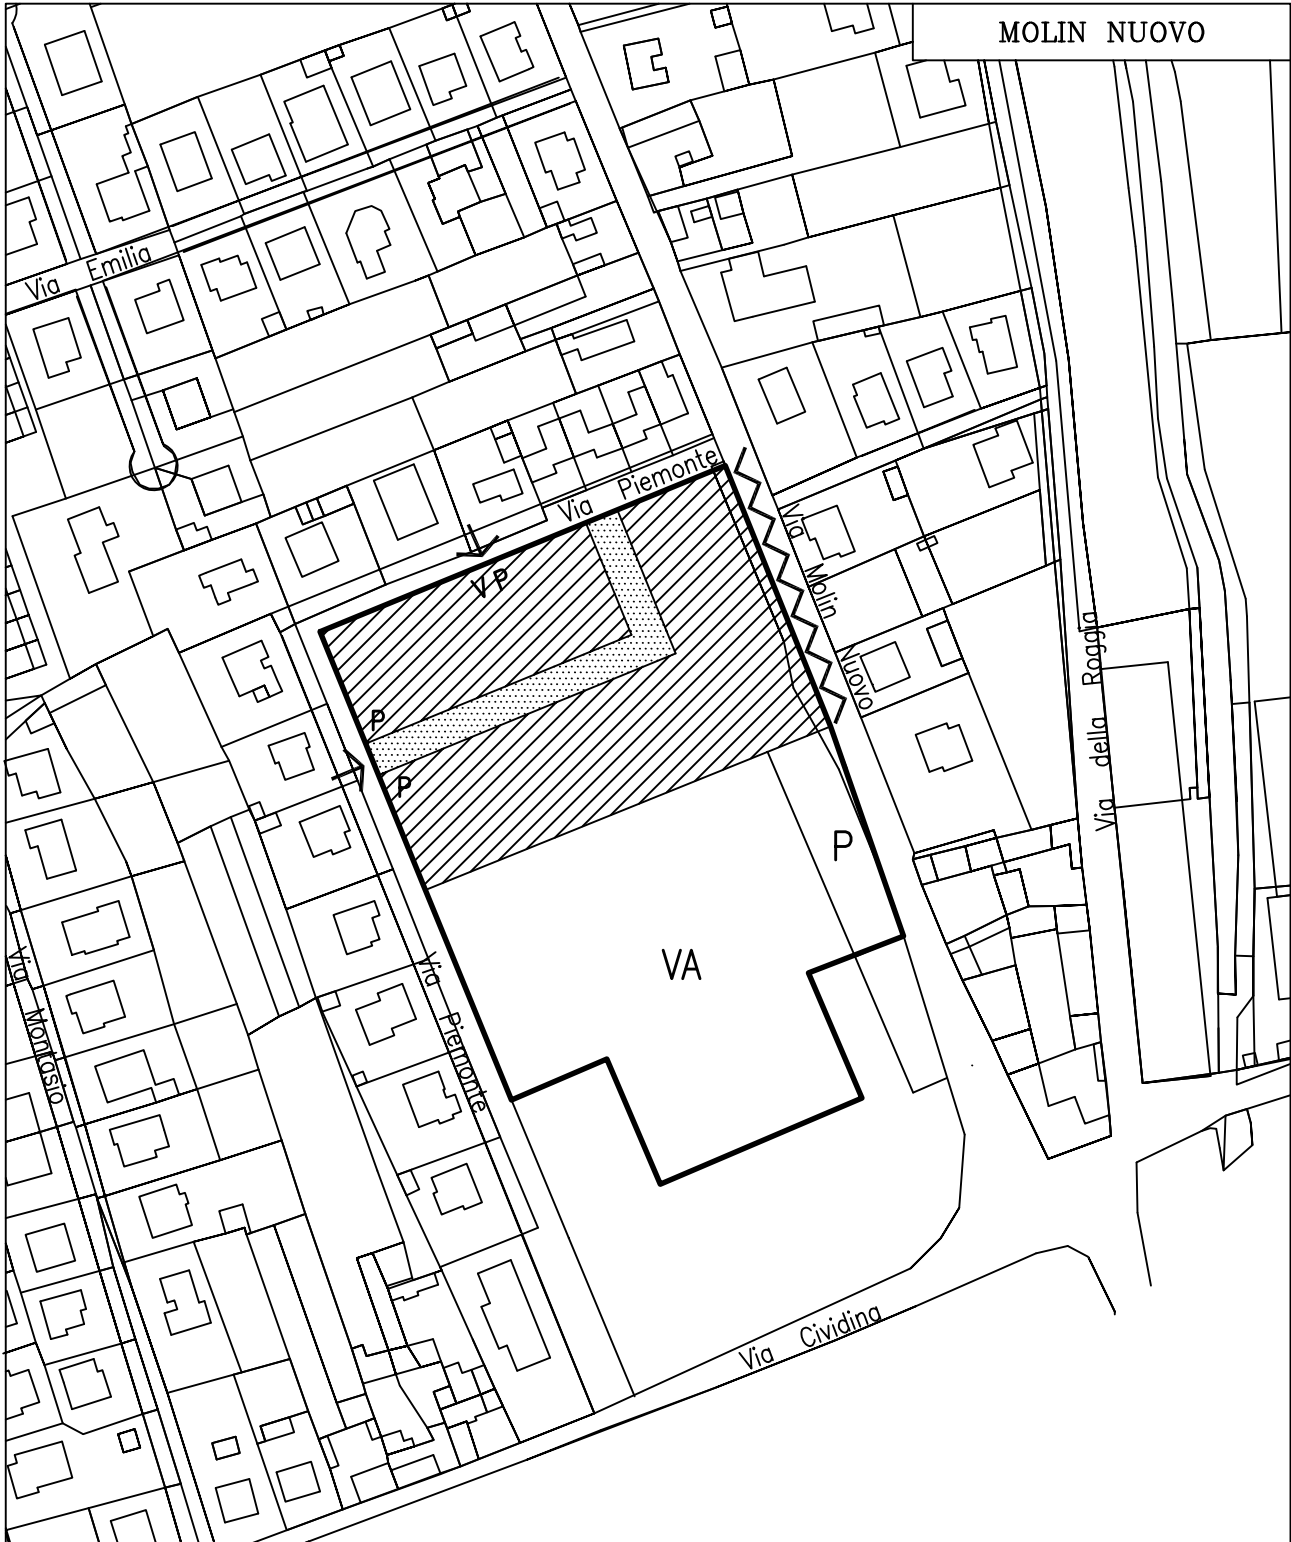 MOLIN NUOVO
Via Emilia
Via Piemonte
VP
Via Molin Nuovo
Via della Roggia
P
P
P
VA
Via Piemonte
Via Montasio
Via Cividina